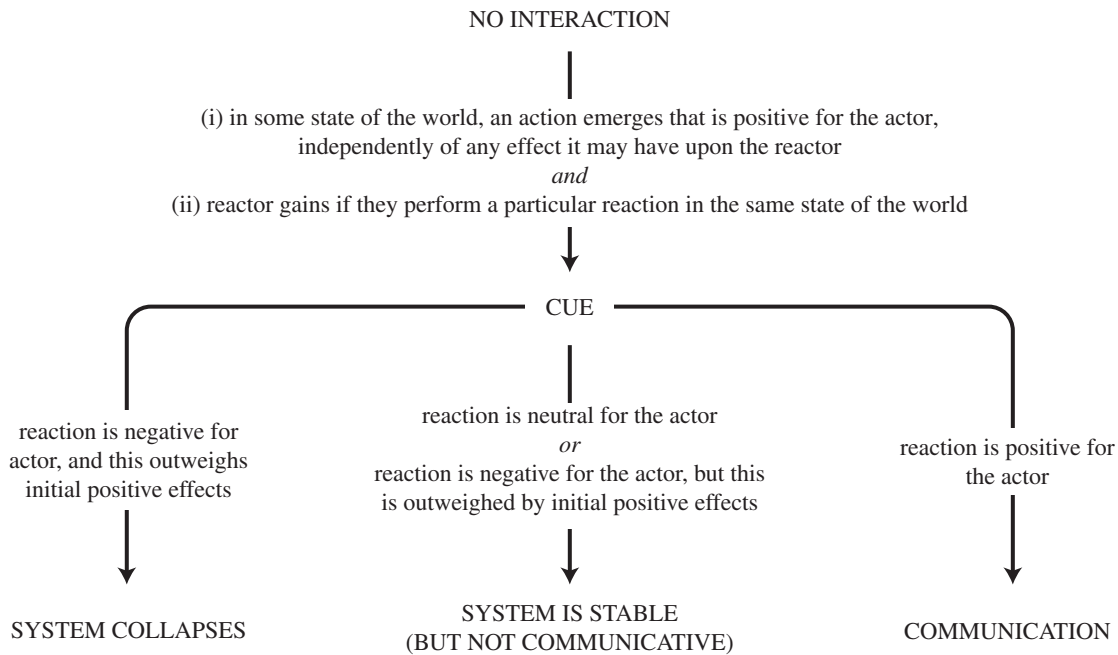 NO INTERACTION
(i) in some state of the world, an action emerges that is positive for the actor,
independently of any effect it may have upon the reactor
and
(ii) reactor gains if they perform a particular reaction in the same state of the world
CUE
reaction is negative for
actor, and this outweighs
initial positive effects
reaction is neutral for the actor
or
reaction is negative for the actor, but this
is outweighed by initial positive effects
reaction is positive for
the actor
SYSTEM COLLAPSES
SYSTEM IS STABLE
(BUT NOT COMMUNICATIVE)
COMMUNICATION